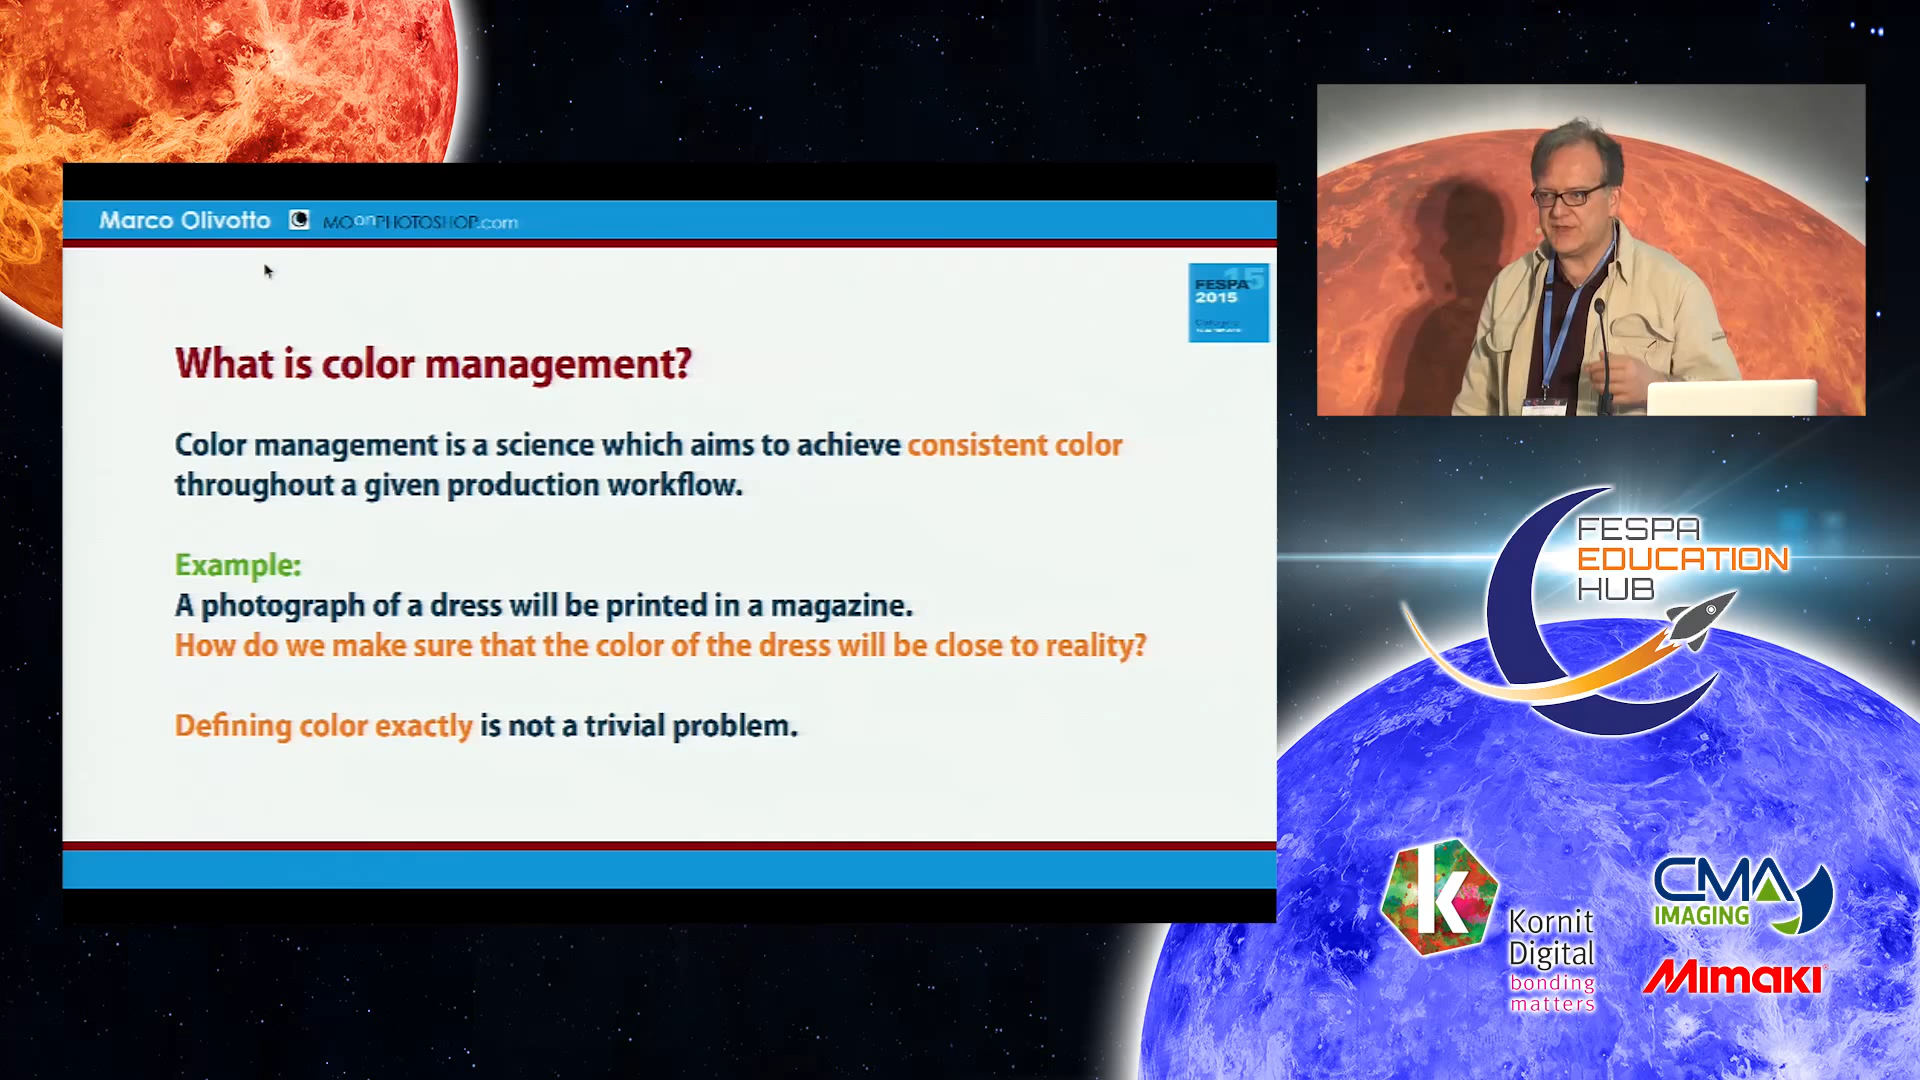 Marco Olivotto MOonPHOTOSHOP.com
15
FESPA
2015
What is color management?
Color management is a science which aims to achieve consistent color
throughout a given production workflow.
Example:
A photograph of a dress will be printed in a magazine.
How do we make sure that the color of the dress will be close to reality?
Defining color exactly is not a trivial problem.
FESPA
EDUCATION
HUB
k
Kornit
Digital
bonding
matters
CMA
IMAGING
Mimaki